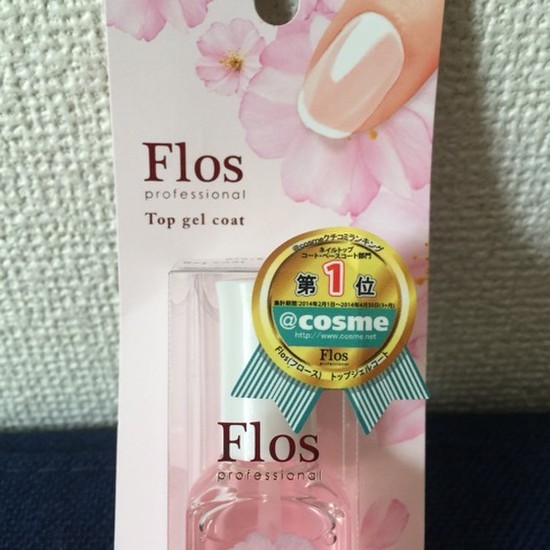 Flos
professional
Top gel coat
@cosmeクチコミランキング
ネイルトップ
コート・ベースコート部門
第1位
集計期間:2014年2月1日〜2014年4月30日(3ヶ月)
@cosme
http://www.cosme.net
Flos
professional
Flos(フロース) トップジェルコート
Flos
professional